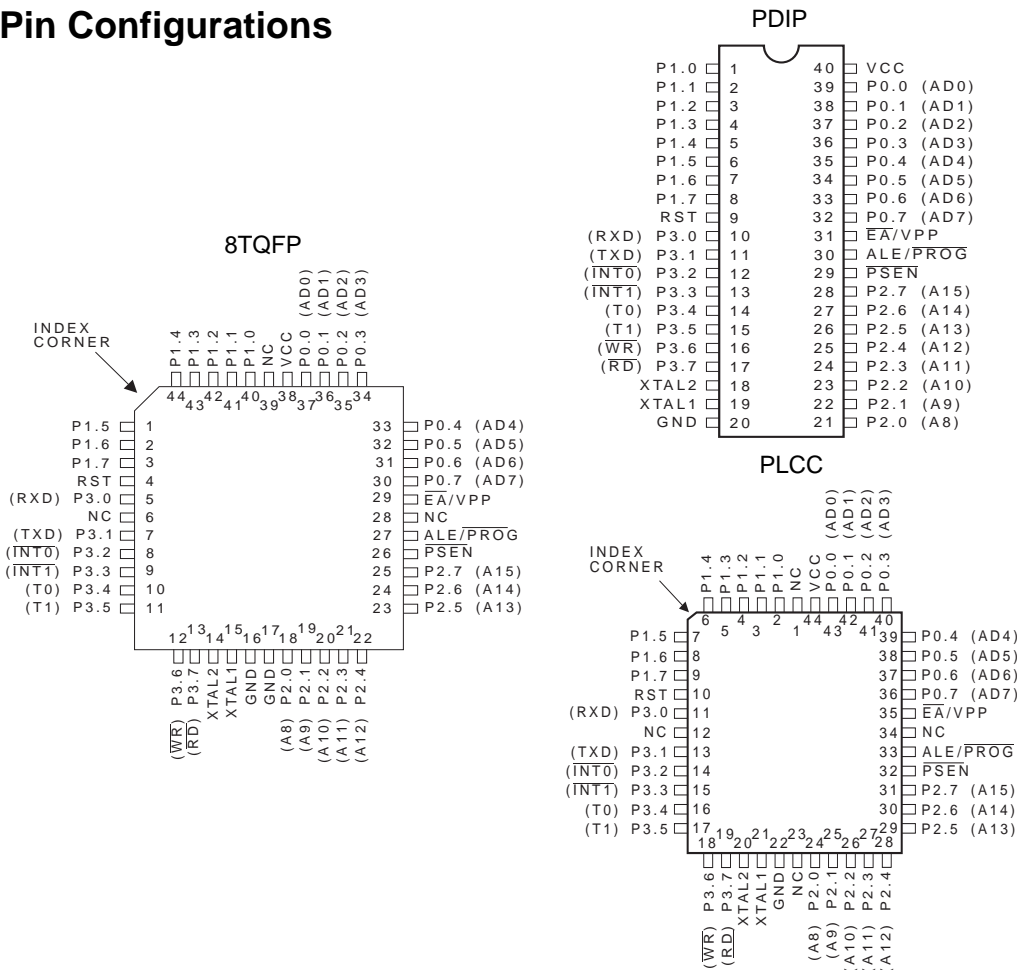 Pin Configurations
PDIP
P1.0 1 40 VCC
P1.1 2 39 P0.0 (AD0)
P1.2 3 38 P0.1 (AD1)
P1.3 4 37 P0.2 (AD2)
P1.4 5 36 P0.3 (AD3)
P1.5 6 35 P0.4 (AD4)
P1.6 7 34 P0.5 (AD5)
P1.7 8 33 P0.6 (AD6)
RST 9 32 P0.7 (AD7)
(RXD) P3.0 10 31 EA/VPP
(TXD) P3.1 11 30 ALE/PROG
(INT0) P3.2 12 29 PSEN
(INT1) P3.3 13 28 P2.7 (A15)
(T0) P3.4 14 27 P2.6 (A14)
(T1) P3.5 15 26 P2.5 (A13)
(WR) P3.6 16 25 P2.4 (A12)
(RD) P3.7 17 24 P2.3 (A11)
XTAL2 18 23 P2.2 (A10)
XTAL1 19 22 P2.1 (A9)
GND 20 21 P2.0 (A8)
8TQFP
INDEX
CORNER
P1.4
P1.3
P1.2
P1.1
P1.0
NC
VCC
P0.0 (AD0)
P0.1 (AD1)
P0.2 (AD2)
P0.3 (AD3)
44 43 42 41 40 39 38 37 36 35 34
P1.5 1 33 P0.4 (AD4)
P1.6 2 32 P0.5 (AD5)
P1.7 3 31 P0.6 (AD6)
RST 4 30 P0.7 (AD7)
(RXD) P3.0 5 29 EA/VPP
NC 6 28 NC
(TXD) P3.1 7 27 ALE/PROG
(INT0) P3.2 8 26 PSEN
(INT1) P3.3 9 25 P2.7 (A15)
(T0) P3.4 10 24 P2.6 (A14)
(T1) P3.5 11 23 P2.5 (A13)
12 13 14 15 16 17 18 19 20 21 22
(WR) P3.6
(RD) P3.7
XTAL2
XTAL1
GND
GND
(A8) P2.0
(A9) P2.1
(A10) P2.2
(A11) P2.3
(A12) P2.4
PLCC
INDEX
CORNER
P1.4
P1.3
P1.2
P1.1
P1.0
NC
VCC
P0.0 (AD0)
P0.1 (AD1)
P0.2 (AD2)
P0.3 (AD3)
6 5 4 3 2 1 44 43 42 41 40
P1.5 7 39 P0.4 (AD4)
P1.6 8 38 P0.5 (AD5)
P1.7 9 37 P0.6 (AD6)
RST 10 36 P0.7 (AD7)
(RXD) P3.0 11 35 EA/VPP
NC 12 34 NC
(TXD) P3.1 13 33 ALE/PROG
(INT0) P3.2 14 32 PSEN
(INT1) P3.3 15 31 P2.7 (A15)
(T0) P3.4 16 30 P2.6 (A14)
(T1) P3.5 17 29 P2.5 (A13)
18 19 20 21 22 23 24 25 26 27 28
(WR) P3.6
(RD) P3.7
XTAL2
XTAL1
GND
NC
(A8) P2.0
(A9) P2.1
(A10) P2.2
(A11) P2.3
(A12) P2.4